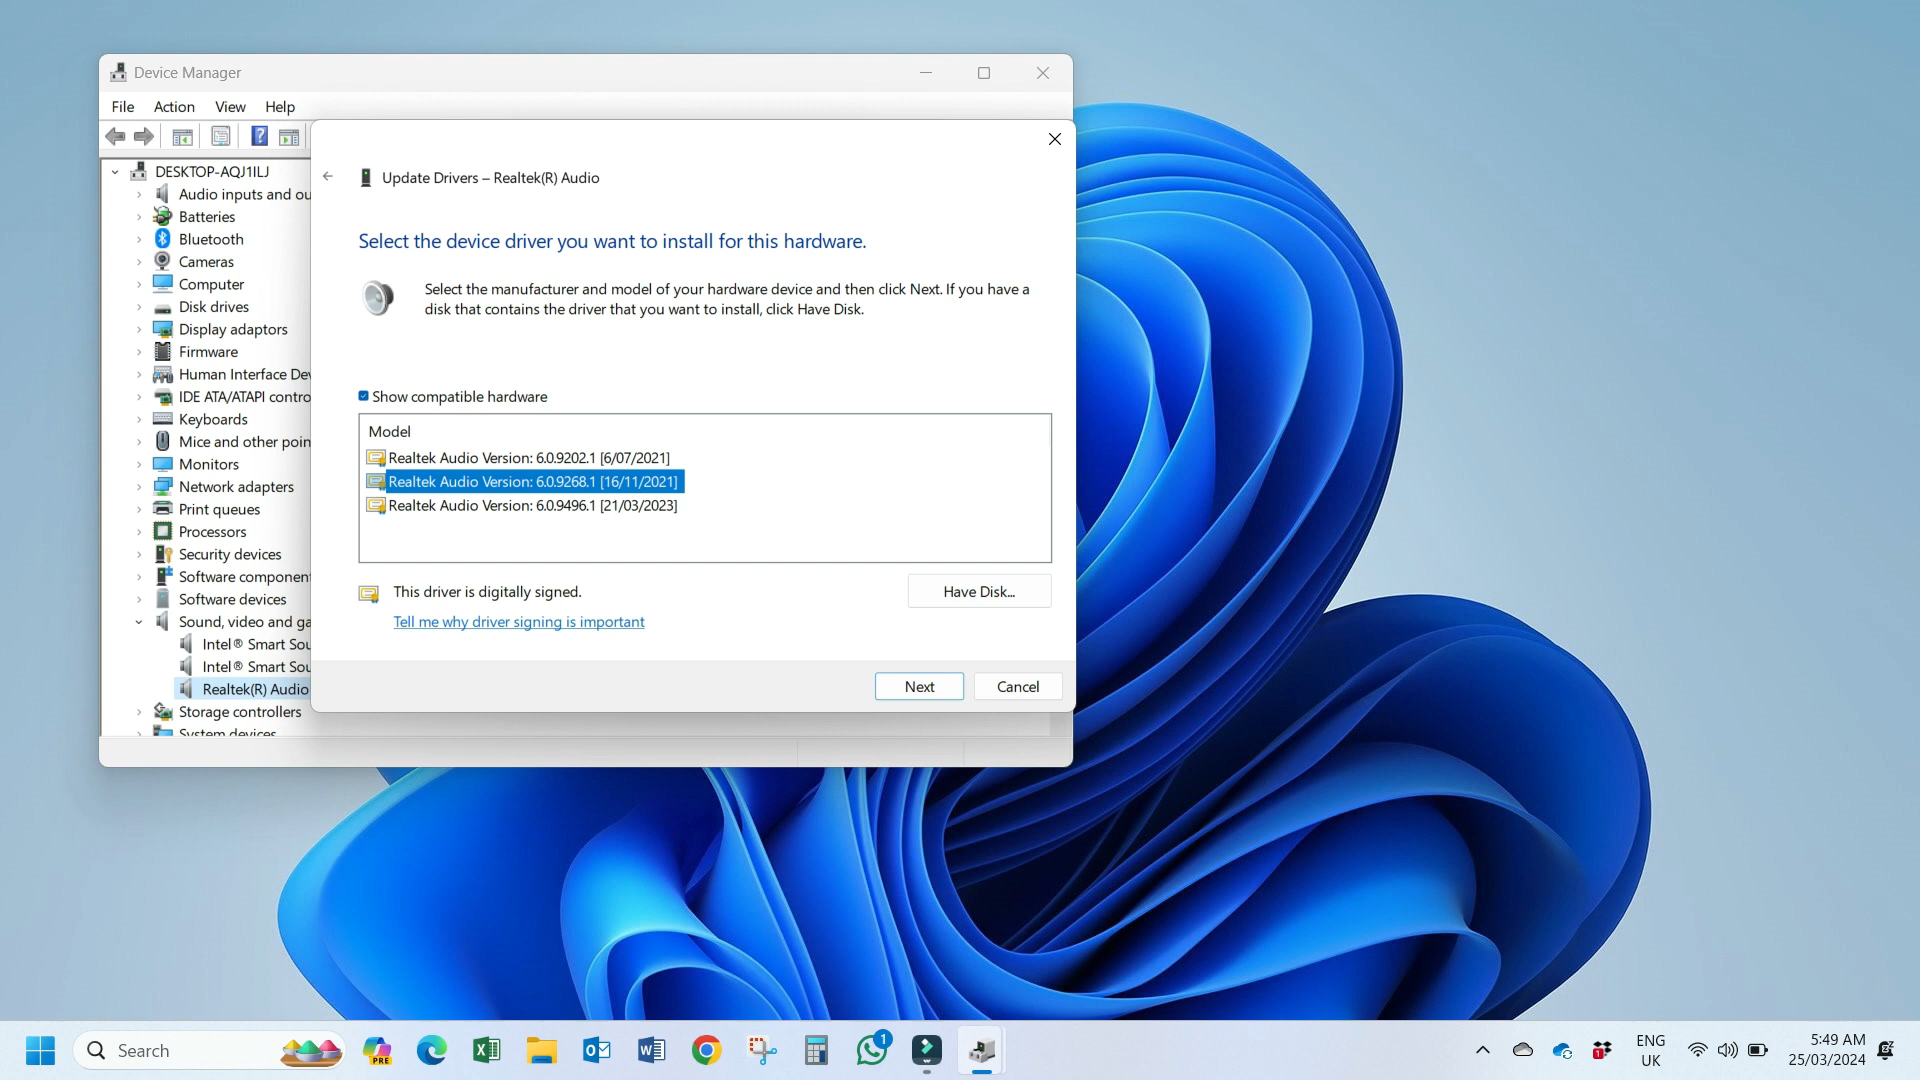 Device Manager
File Action View Help
Update Drivers – Realtek(R) Audio
Select the device driver you want to install for this hardware.
Select the manufacturer and model of your hardware device and then click Next. If you have a
disk that contains the driver that you want to install, click Have Disk.
Show compatible hardware
Model
Realtek Audio Version: 6.0.9202.1 [6/07/2021]
Realtek Audio Version: 6.0.9268.1 [16/11/2021]
Realtek Audio Version: 6.0.9496.1 [21/03/2023]
This driver is digitally signed.
Have Disk...
Tell me why driver signing is important
Next Cancel
DESKTOP-AQJ1ILJ
Audio inputs and ou
Batteries
Bluetooth
Cameras
Computer
Disk drives
Display adaptors
Firmware
Human Interface Dev
IDE ATA/ATAPI contro
Keyboards
Mice and other poin
Monitors
Network adapters
Print queues
Processors
Security devices
Software component
Software devices
Sound, video and ga
Intel® Smart Sou
Intel® Smart Sou
Realtek(R) Audio
Storage controllers
System devices
Search
PRE
1
1
ENG
UK
5:49 AM
25/03/2024